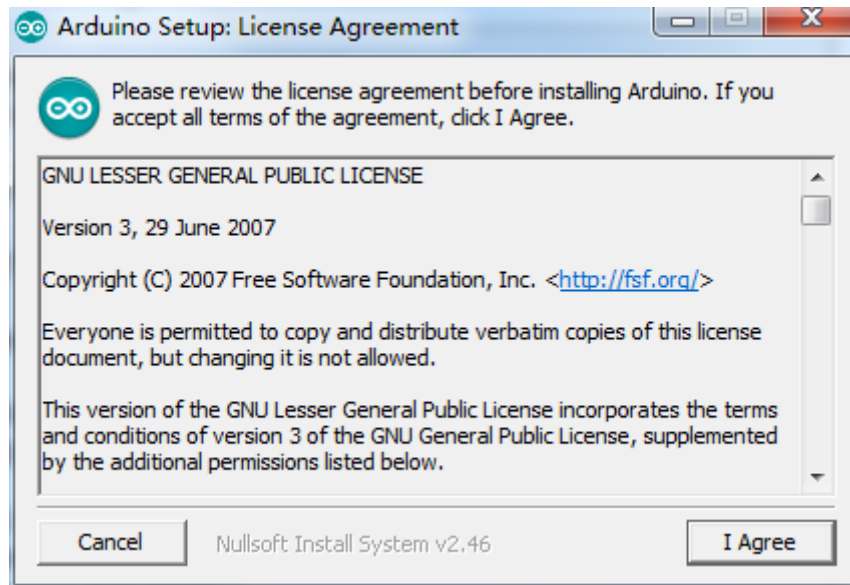 Arduino Setup: License Agreement
Please review the license agreement before installing Arduino. If you
accept all terms of the agreement, click I Agree.
GNU LESSER GENERAL PUBLIC LICENSE
Version 3, 29 June 2007
Copyright (C) 2007 Free Software Foundation, Inc. <http://fsf.org/>
Everyone is permitted to copy and distribute verbatim copies of this license
document, but changing it is not allowed.
This version of the GNU Lesser General Public License incorporates the terms
and conditions of version 3 of the GNU General Public License, supplemented
by the additional permissions listed below.
Cancel
Nullsoft Install System v2.46
I Agree